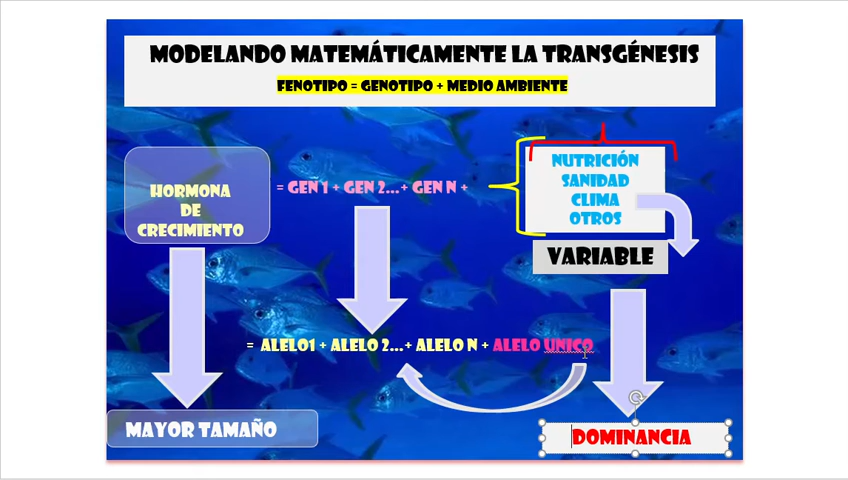 MODELANDO MATEMÁTICAMENTE LA TRANSGÉNESIS
FENOTIPO = GENOTIPO + MEDIO AMBIENTE
HORMONA
DE
CRECIMIENTO
= GEN 1 + GEN 2...+ GEN N +
NUTRICIÓN
SANIDAD
CLIMA
OTROS
VARIABLE
= ALELO1 + ALELO 2...+ ALELO N + ALELO UNICO
MAYOR TAMAÑO
DOMINANCIA